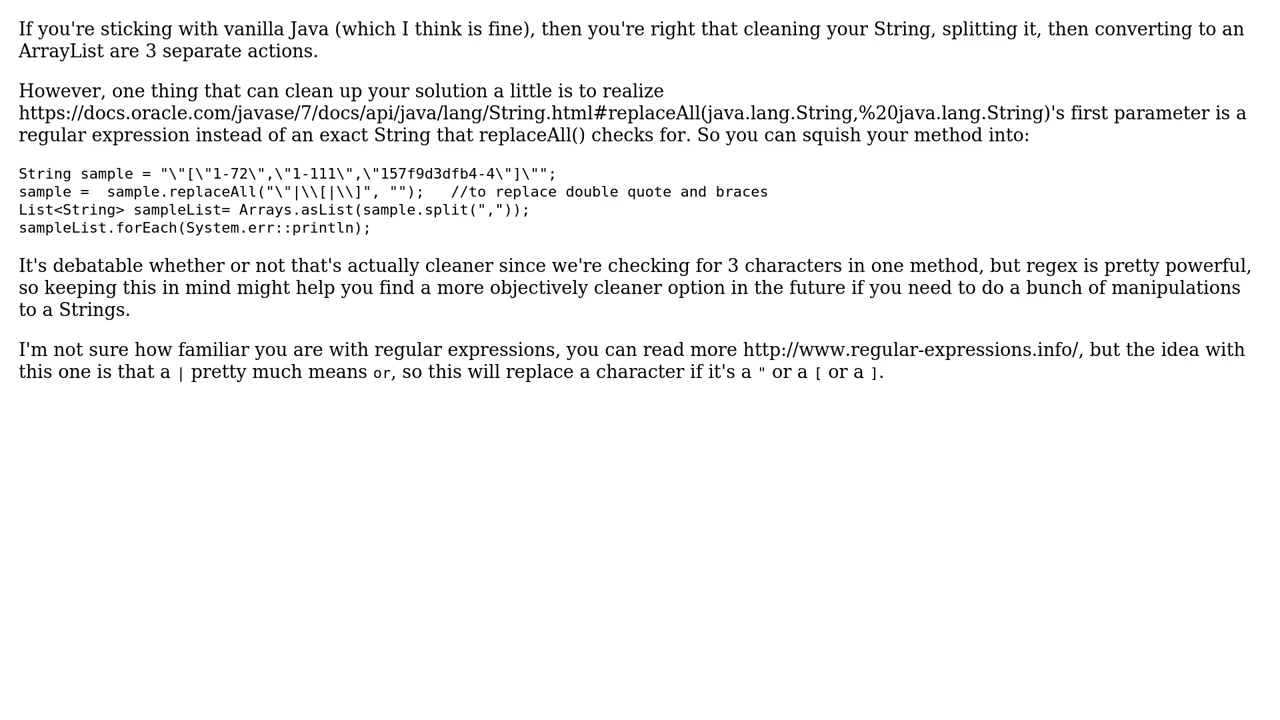 If you're sticking with vanilla Java (which I think is fine), then you're right that cleaning your String, splitting it, then converting to an
ArrayList are 3 separate actions.
However, one thing that can clean up your solution a little is to realize
https://docs.oracle.com/javase/7/docs/api/java/lang/String.html#replaceAll(java.lang.String,%20java.lang.String)'s first parameter is a
regular expression instead of an exact String that replaceAll() checks for. So you can squish your method into:
String sample = "\"[\"1-72\",\"1-111\",\"157f9d3dfb4-4\"]\"";
sample =  sample.replaceAll("\"|\\[|\\]", "");   //to replace double quote and braces
List<String> sampleList= Arrays.asList(sample.split(","));
sampleList.forEach(System.err::println);
It's debatable whether or not that's actually cleaner since we're checking for 3 characters in one method, but regex is pretty powerful,
so keeping this in mind might help you find a more objectively cleaner option in the future if you need to do a bunch of manipulations
to a Strings.
I'm not sure how familiar you are with regular expressions, you can read more http://www.regular-expressions.info/, but the idea with
this one is that a | pretty much means or, so this will replace a character if it's a " or a [ or a ].